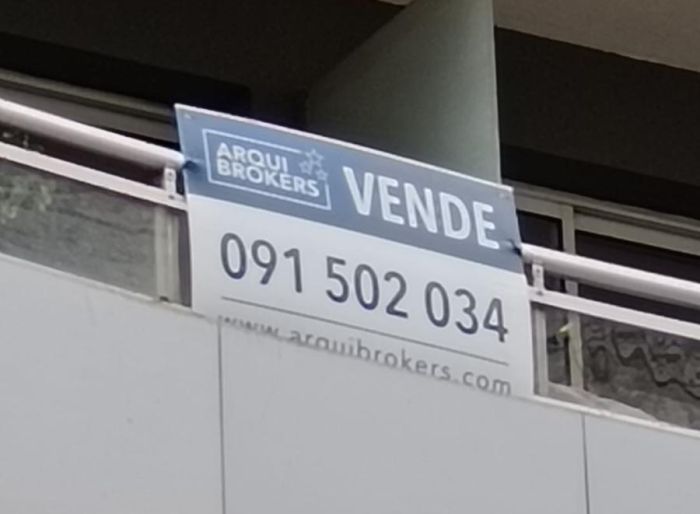 ARQUI
BROKERS
VENDE
091 502 034
www.arquibrokers.com